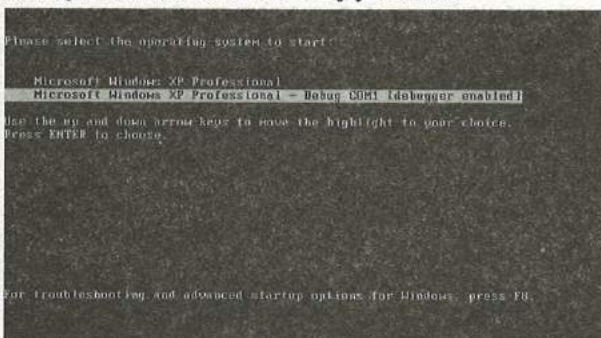 Please select the operating system to start:
Microsoft Windows XP Professional
Microsoft Windows XP Professional - Debug COM1 [debugger enabled]
Use the up and down arrow keys to move the highlight to your choice.
Press ENTER to choose.
For troubleshooting and advanced startup options for Windows, press F8.